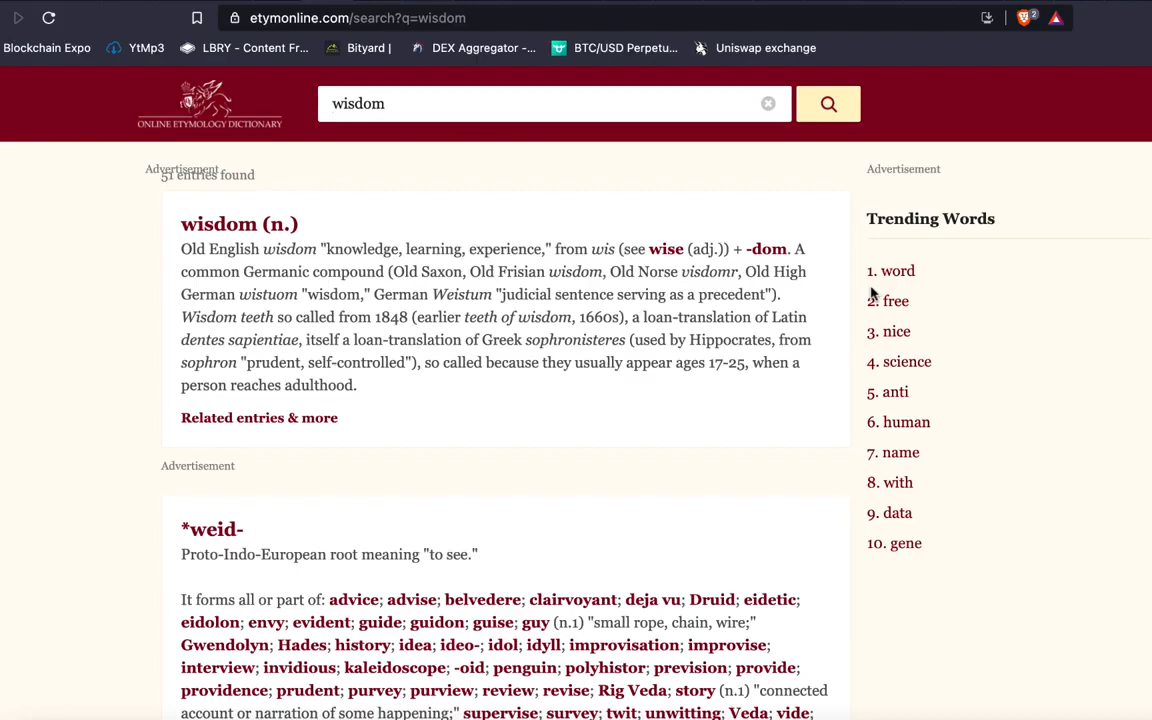 etymonline.com/search?q=wisdom
2
Blockchain Expo
YtMp3
LBRY - Content Fr...
Bityard |
DEX Aggregator -...
BTC/USD Perpetu...
Uniswap exchange
ONLINE ETYMOLOGY DICTIONARY
wisdom
Advertisement
51 entries found
wisdom (n.)
Old English wisdom "knowledge, learning, experience," from wis (see wise (adj.)) + -dom. A
common Germanic compound (Old Saxon, Old Frisian wisdom, Old Norse visdomr, Old High
German wistuom "wisdom," German Weistum "judicial sentence serving as a precedent").
Wisdom teeth so called from 1848 (earlier teeth of wisdom, 1660s), a loan-translation of Latin
dentes sapientiae, itself a loan-translation of Greek sophronisteres (used by Hippocrates, from
sophron "prudent, self-controlled"), so called because they usually appear ages 17-25, when a
person reaches adulthood.
Related entries & more
Advertisement
*weid-
Proto-Indo-European root meaning "to see."
It forms all or part of: advice; advise; belvedere; clairvoyant; deja vu; Druid; eidetic;
eidolon; envy; evident; guide; guidon; guise; guy (n.1) "small rope, chain, wire;"
Gwendolyn; Hades; history; idea; ideo-; idol; idyll; improvisation; improvise;
interview; invidious; kaleidoscope; -oid; penguin; polyhistor; prevision; provide;
providence; prudent; purvey; purview; review; revise; Rig Veda; story (n.1) "connected
account or narration of some happening;" supervise; survey; twit; unwitting; Veda; vide;
Advertisement
Trending Words
1. word
2. free
3. nice
4. science
5. anti
6. human
7. name
8. with
9. data
10. gene